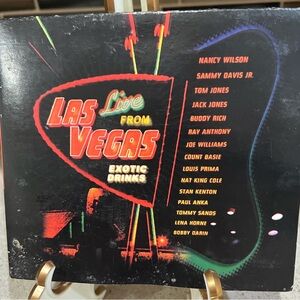 Live
FROM
LAS
VEGAS
EXOTIC
DRINKS
NANCY WILSON
SAMMY DAVIS JR.
TOM JONES
JACK JONES
BUDDY RICH
RAY ANTHONY
JOE WILLIAMS
COUNT BASIE
LOUIS PRIMA
NAT KING COLE
STAN KENTON
PAUL ANKA
TOMMY SANDS
LENA HORNE
BOBBY DARIN